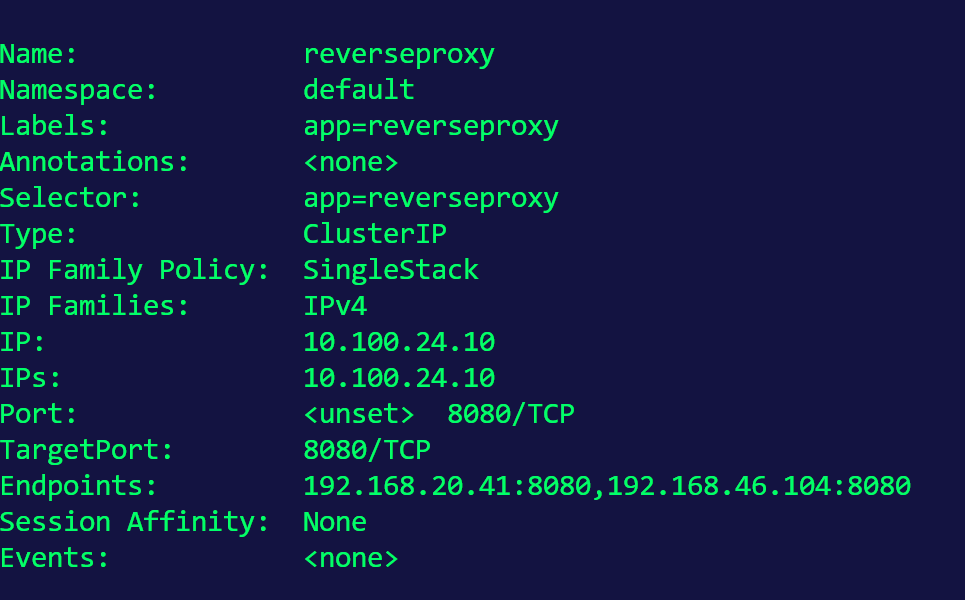 Name:              reverseproxy
Namespace:         default
Labels:            app=reverseproxy
Annotations:       <none>
Selector:          app=reverseproxy
Type:              ClusterIP
IP Family Policy:  SingleStack
IP Families:       IPv4
IP:                10.100.24.10
IPs:               10.100.24.10
Port:              <unset>  8080/TCP
TargetPort:        8080/TCP
Endpoints:         192.168.20.41:8080,192.168.46.104:8080
Session Affinity:  None
Events:            <none>